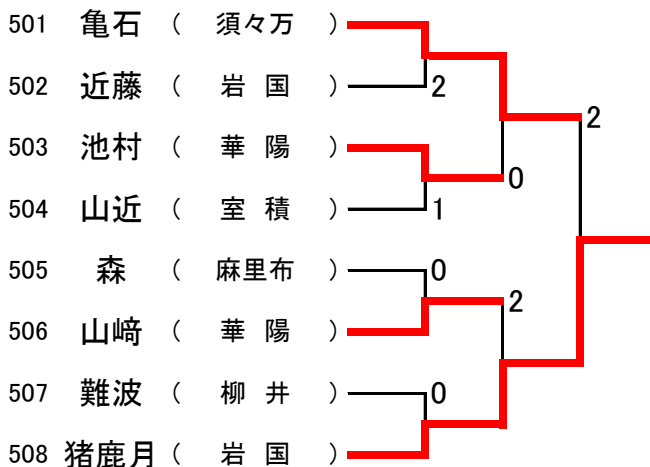 501 亀石 ( 須々万 )
502 近藤 ( 岩国 ) 2
2
503 池村 ( 華陽 )
0
504 山近 ( 室積 ) 1
505 森 ( 麻里布 ) 0
2
506 山﨑 ( 華陽 )
507 難波 ( 柳井 ) 0
508 猪鹿月 ( 岩国 )